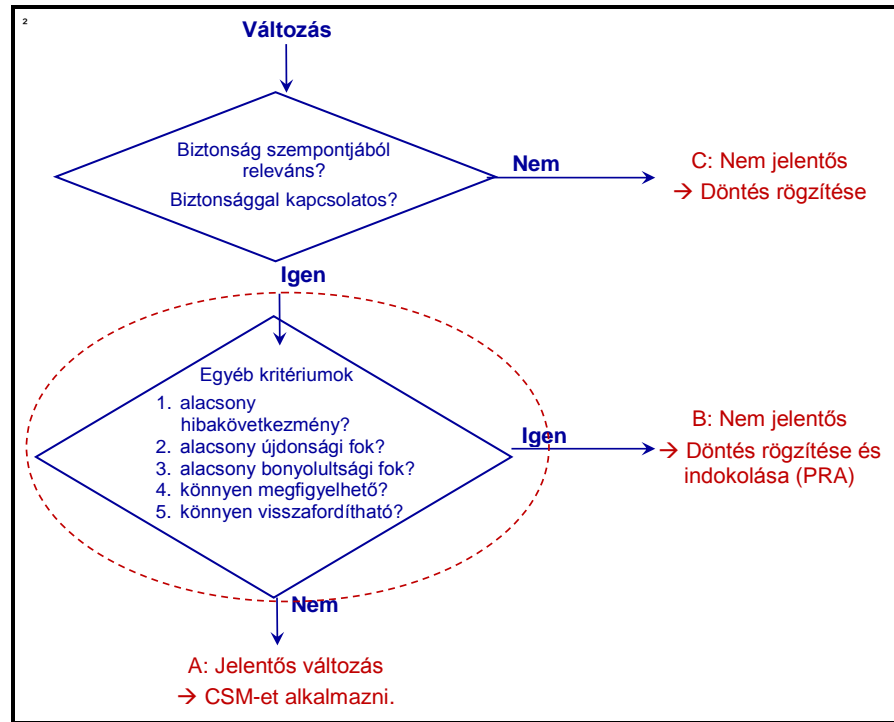 2
Változás
Biztonság szempontjából
releváns?
Biztonsággal kapcsolatos?
Nem
C: Nem jelentős
→ Döntés rögzítése
Igen
Egyéb kritériumok
1. alacsony
hibakövetkezmény?
2. alacsony újdonsági fok?
3. alacsony bonyolultsági fok?
4. könnyen megfigyelhető?
5. könnyen visszafordítható?
Igen
B: Nem jelentős
→ Döntés rögzítése és
indokolása (PRA)
Nem
A: Jelentős változás
→ CSM-et alkalmazni.